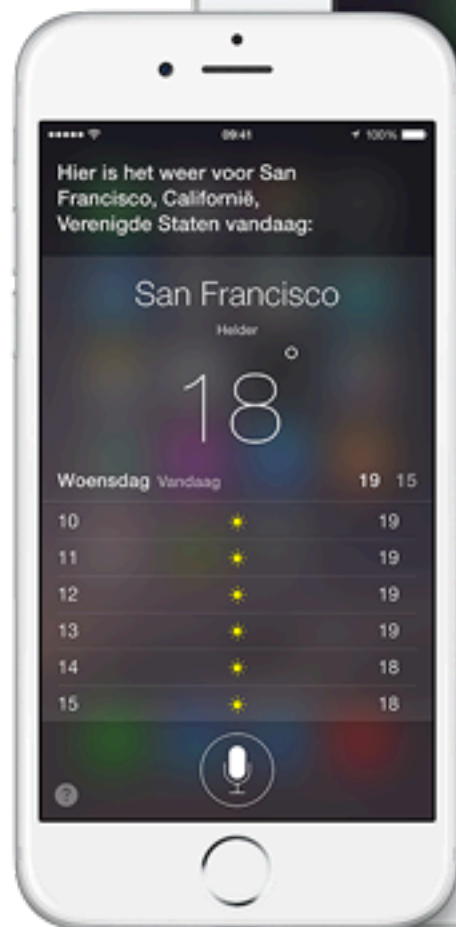 09:41 100%
Hier is het weer voor San
Francisco, Californië,
Verenigde Staten vandaag:
San Francisco
Helder
18°
Woensdag Vandaag 19 15
10 19
11 19
12 19
13 19
14 18
15 18
?